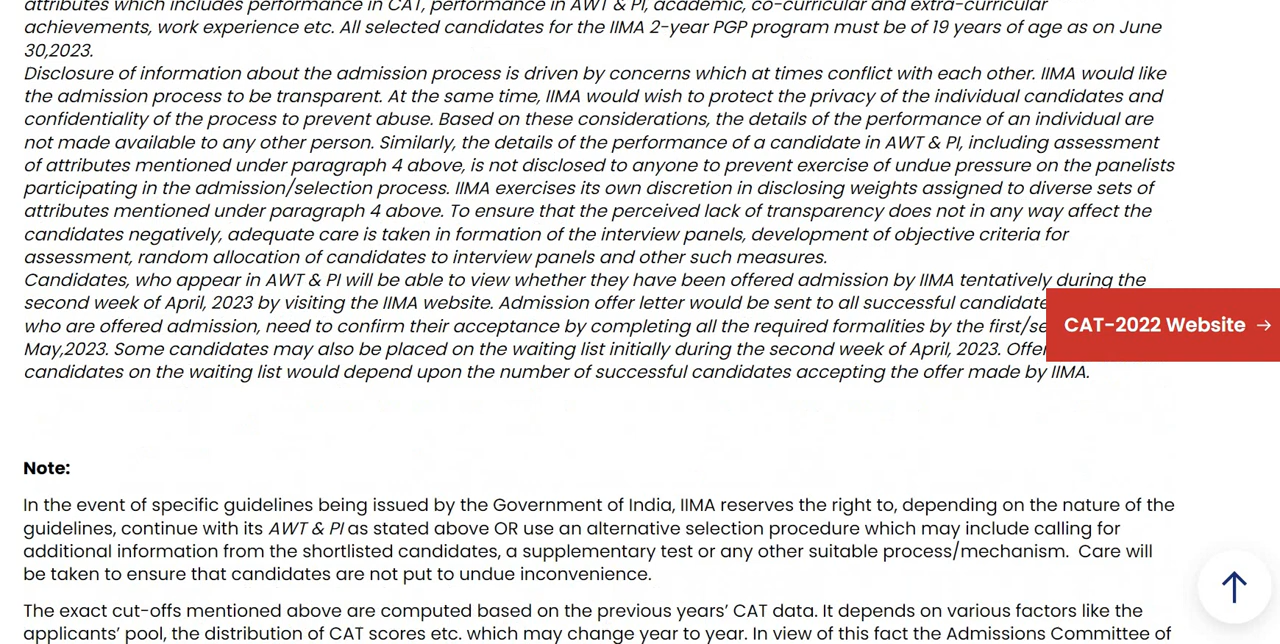 attributes which includes performance in CAT, performance in AWT & PI, academic, co-curricular and extra-curricular
achievements, work experience etc. All selected candidates for the IIMA 2-year PGP program must be of 19 years of age as on June
30,2023.
Disclosure of information about the admission process is driven by concerns which at times conflict with each other. IIMA would like
the admission process to be transparent. At the same time, IIMA would wish to protect the privacy of the individual candidates and
confidentiality of the process to prevent abuse. Based on these considerations, the details of the performance of an individual are
not made available to any other person. Similarly, the details of the performance of a candidate in AWT & PI, including assessment
of attributes mentioned under paragraph 4 above, is not disclosed to anyone to prevent exercise of undue pressure on the panelists
participating in the admission/selection process. IIMA exercises its own discretion in disclosing weights assigned to diverse sets of
attributes mentioned under paragraph 4 above. To ensure that the perceived lack of transparency does not in any way affect the
candidates negatively, adequate care is taken in formation of the interview panels, development of objective criteria for
assessment, random allocation of candidates to interview panels and other such measures.
Candidates, who appear in AWT & PI will be able to view whether they have been offered admission by IIMA tentatively during the
second week of April, 2023 by visiting the IIMA website. Admission offer letter would be sent to all successful
who are offered admission, need to confirm their acceptance by completing all the required formalities by the
CAT-2022 Website →
May,2023. Some candidates may also be placed on the waiting list initially during the second week of April, 2023.
candidates on the waiting list would depend upon the number of successful candidates accepting the offer made by IIMA.
Note:
In the event of specific guidelines being issued by the Government of India, IIMA reserves the right to, depending on the nature of the
guidelines, continue with its AWT & PI as stated above OR use an alternative selection procedure which may include calling for
additional information from the shortlisted candidates, a supplementary test or any other suitable process/mechanism. Care will
be taken to ensure that candidates are not put to undue inconvenience.
The exact cut-offs mentioned above are computed based on the previous years' CAT data. It depends on various factors like the
applicants' pool, the distribution of CAT scores etc. which may change year to year. In view of this fact the Admissions Committee of